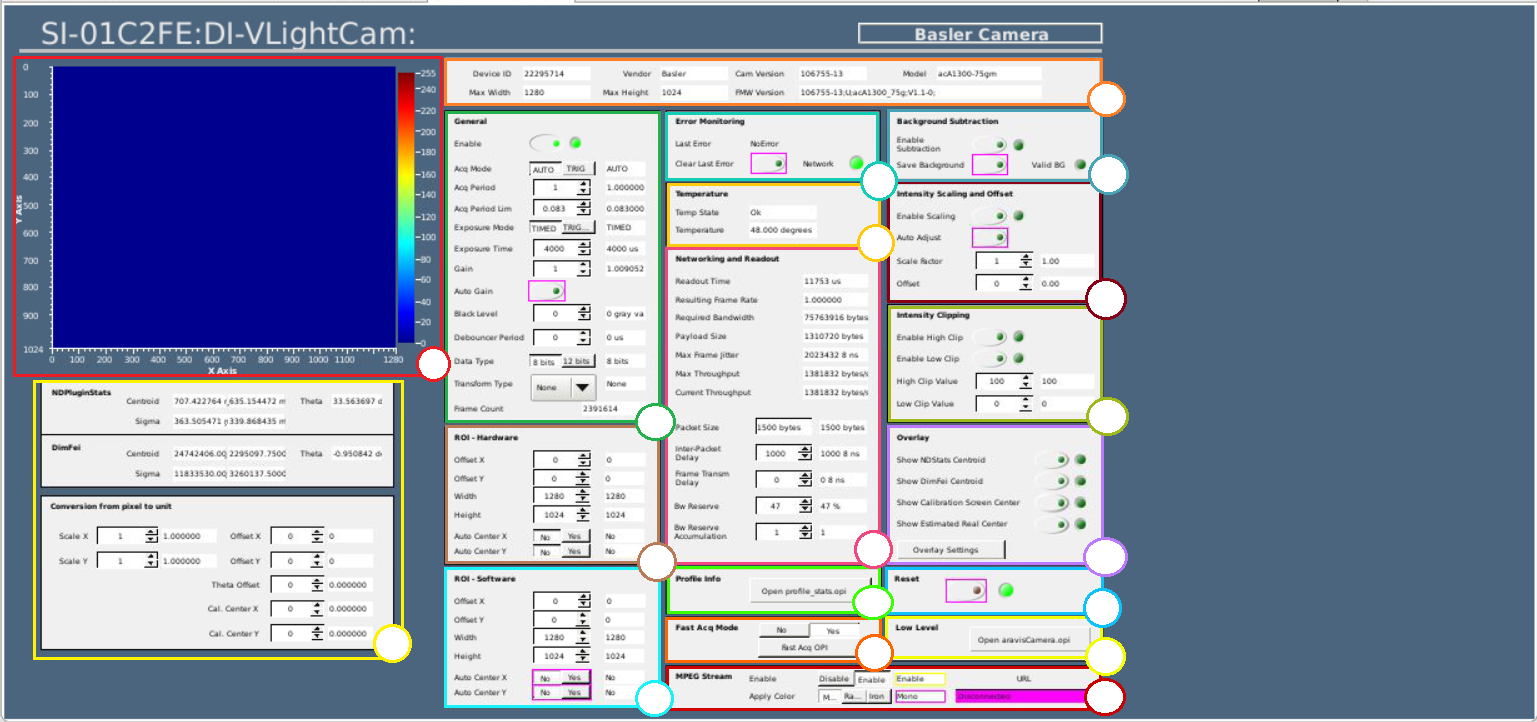 SI-01C2FE:DI-VLightCam:
Basler Camera
0
100
200
300
400
500
600
700
800
900
1024
Y Axis
0 100 200 300 400 500 600 700 800 900 1000 1100 1280
X Axis
255
240
220
200
180
160
140
120
100
80
60
40
20
0
Device ID 22295714 Vendor Basler Cam Version 106755-13 Model acA1300-75gm
Max Width 1280 Max Height 1024 FMW Version 106755-13;U;acA1300_75g;V1.1-0;
NDPluginStats
Centroid 707.422764 635.154472 m Theta 33.563697 d
Sigma 363.505471 339.868435 m
DimFei
Centroid 24742406.00 2295097.7500 Theta -0.950842 d
Sigma 11833530.00 3260137.5000
Conversion from pixel to unit
Scale X 1 1.000000 Offset X 0 0
Scale Y 1 1.000000 Offset Y 0 0
Theta Offset 0 0.000000
Cal. Center X 0 0.000000
Cal. Center Y 0 0.000000
General
Enable
Acq Mode AUTO TRIG AUTO
Acq Period 1 1.000000
Acq Period Lim 0.083 0.083000
Exposure Mode TIMED TRIG... TIMED
Exposure Time 4000 4000 us
Gain 1 1.009052
Auto Gain
Black Level 0 0 gray va
Debouncer Period 0 0 us
Data Type 8 bits 12 bits 8 bits
Transform Type None None
Frame Count 2391614
ROI - Hardware
Offset X 0 0
Offset Y 0 0
Width 1280 1280
Height 1024 1024
Auto Center X No Yes No
Auto Center Y No Yes No
ROI - Software
Offset X 0 0
Offset Y 0 0
Width 1280 1280
Height 1024 1024
Auto Center X No Yes No
Auto Center Y No Yes No
Error Monitoring
Last Error NoError
Clear Last Error Network
Temperature
Temp State Ok
Temperature 48.000 degrees
Networking and Readout
Readout Time 11753 us
Resulting Frame Rate 1.000000
Required Bandwidth 75763916 bytes
Payload Size 1310720 bytes
Max Frame Jitter 2023432 8 ns
Max Throughput 1381832 bytes/s
Current Throughput 1381832 bytes/s
Packet Size 1500 bytes 1500 bytes
Inter-Packet
Delay 1000 1000 8 ns
Frame Transm
Delay 0 0 8 ns
Bw Reserve 47 47 %
Bw Reserve
Accumulation 1 1
Profile Info
Open profile_stats.opi
Fast Acq Mode No Yes
Fast Acq OPI
MPEG Stream Enable Disable Enable Enable URL
Apply Color M... Ra... Iron Mono Disconnected
Background Subtraction
Enable
Subtraction
Save Background Valid BG
Intensity Scaling and Offset
Enable Scaling
Auto Adjust
Scale Factor 1 1.00
Offset 0 0.00
Intensity Clipping
Enable High Clip
Enable Low Clip
High Clip Value 100 100
Low Clip Value 0 0
Overlay
Show NDStats Centroid
Show DimFei Centroid
Show Calibration Screen Center
Show Estimated Real Center
Overlay Settings
Reset
Low Level
Open aravisCamera.opi